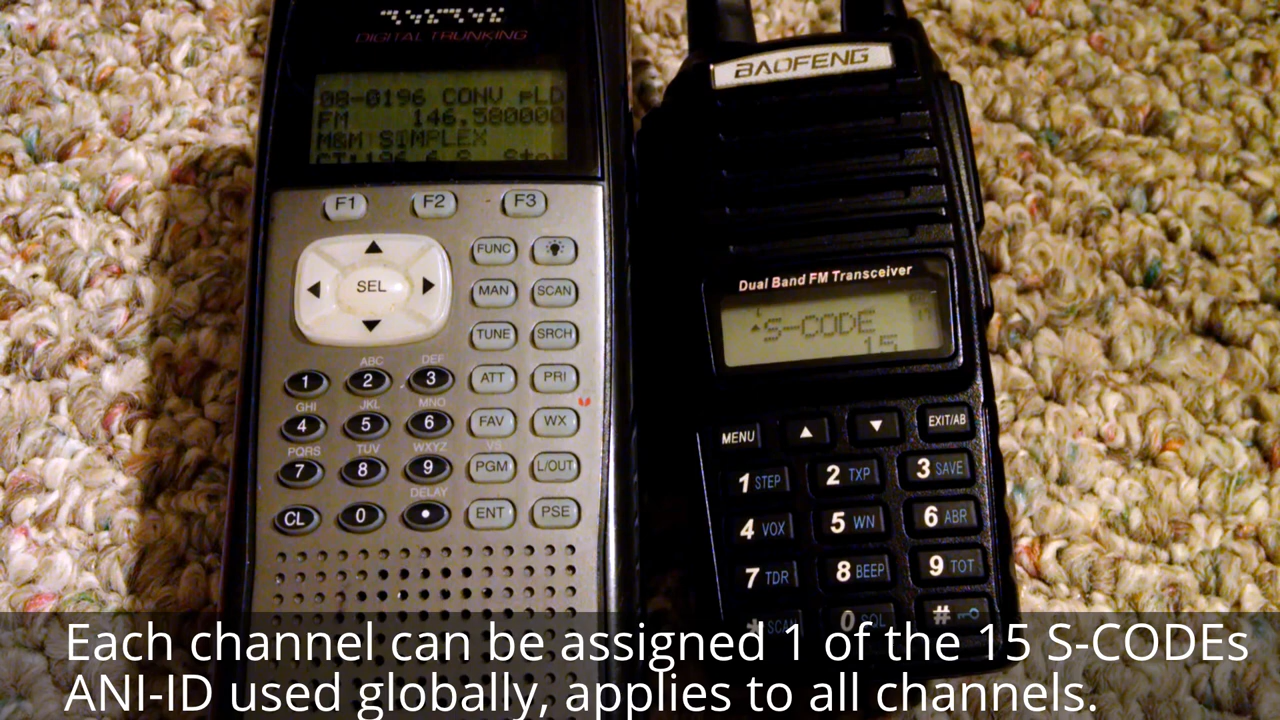 DIGITAL TRUNKING
08-0196 CONV pLD
FM 146.580000
M&M SIMPLEX
F1 F2 F3
FUNC
SEL
MAN SCAN
TUNE SRCH
ABC DEF
1 2 3 ATT PRI
GHI JKL MNO
4 5 6 FAV WX
PQRS TUV WXYZ
7 8 9 PGM L/OUT
DELAY
CL 0 • ENT PSE
BAOFENG
Dual Band FM Transceiver
S-CODE
15
MENU ▲ ▼ EXIT/AB
1 STEP 2 TXP 3 SAVE
4 VOX 5 WN 6 ABR
7 TDR 8 BEEP 9 TOT
* SCAN 0 SQL #
Each channel can be assigned 1 of the 15 S-CODEs
ANI-ID used globally, applies to all channels.